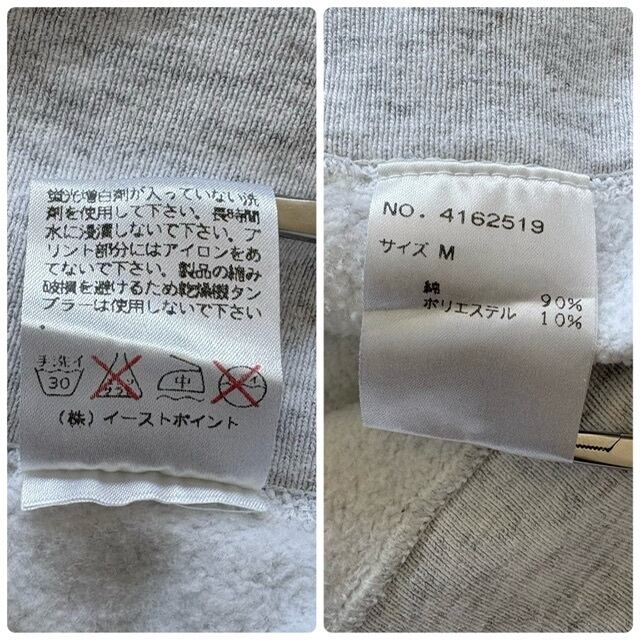 蛍光増白剤が入っていない洗
剤を使用して下さい。長時間
水に浸漬しないで下さい。プ
リント部分にはアイロンをあ
てないで下さい。製品の縮み
破損を避けるため乾燥機タン
ブラーは使用しないで下さい
。
手洗イ
30
中
(株)イーストポイント
NO. 4162519
サイズ M
綿 90%
ポリエステル 10%